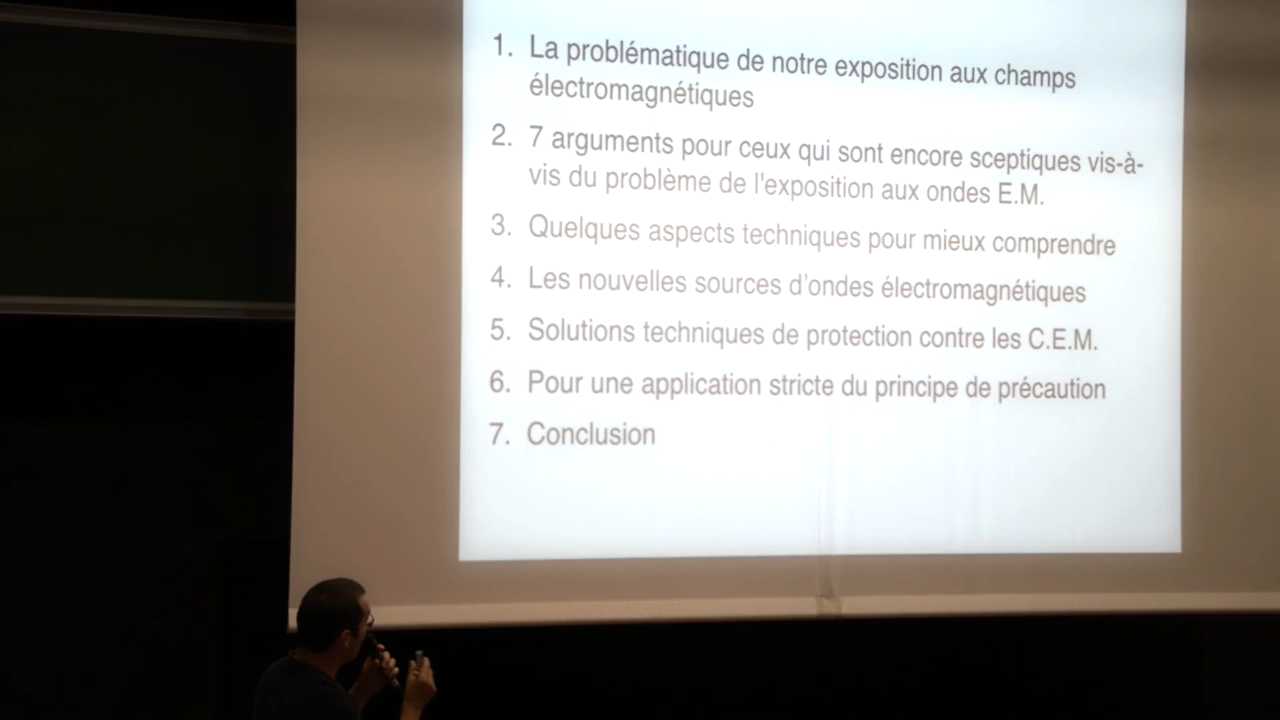 1. La problématique de notre exposition aux champs
électromagnétiques
2. 7 arguments pour ceux qui sont encore sceptiques vis-à-
vis du problème de l'exposition aux ondes E.M.
3. Quelques aspects techniques pour mieux comprendre
4. Les nouvelles sources d'ondes électromagnétiques
5. Solutions techniques de protection contre les C.E.M.
6. Pour une application stricte du principe de précaution
7. Conclusion